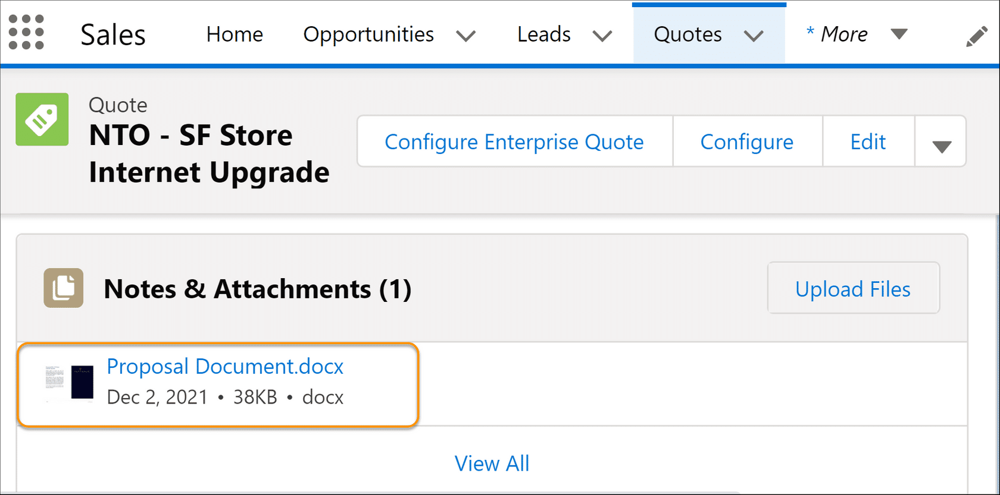 Sales Home Opportunities Leads Quotes * More
Quote
NTO - SF Store
Internet Upgrade
Configure Enterprise Quote Configure Edit
Notes & Attachments (1)
Upload Files
Proposal Document.docx
Dec 2, 2021 • 38KB • docx
View All